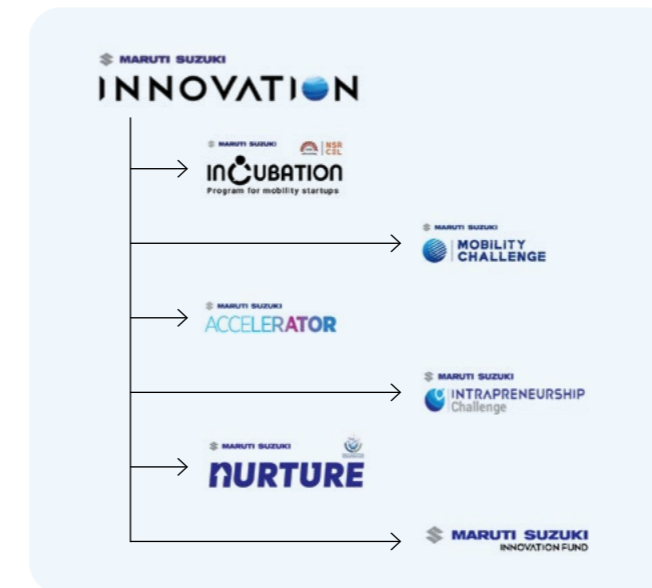 MARUTI SUZUKI
INNOVATION
MARUTI SUZUKI
NSR
CEL
INCUBATION
Program for mobility startups
MARUTI SUZUKI
MOBILITY
CHALLENGE
MARUTI SUZUKI
ACCELERATOR
MARUTI SUZUKI
INTRAPRENEURSHIP
Challenge
MARUTI SUZUKI
NURTURE
MARUTI SUZUKI
INNOVATION FUND